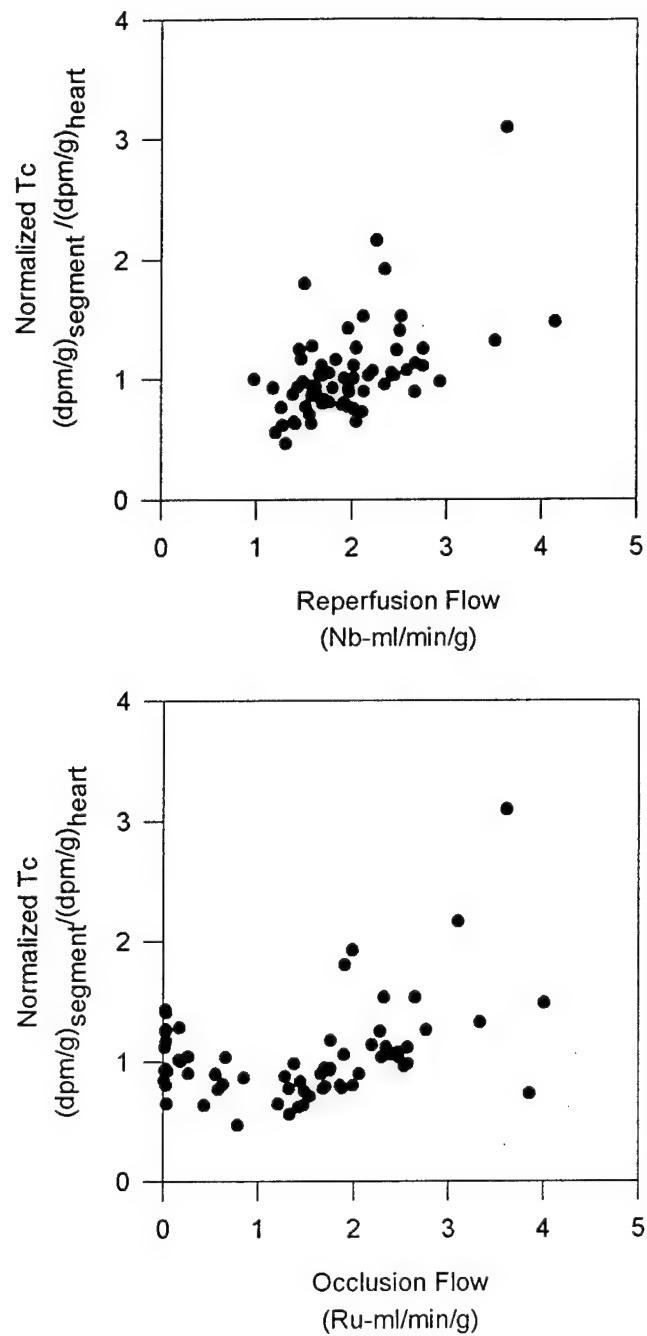 4
3
2
1
0
Normalized Tc
(dpm/g)segment/(dpm/g)heart
0 1 2 3 4 5
Reperfusion Flow
(Nb-ml/min/g)
4
3
2
1
0
Normalized Tc
(dpm/g)segment/(dpm/g)heart
0 1 2 3 4 5
Occlusion Flow
(Ru-ml/min/g)